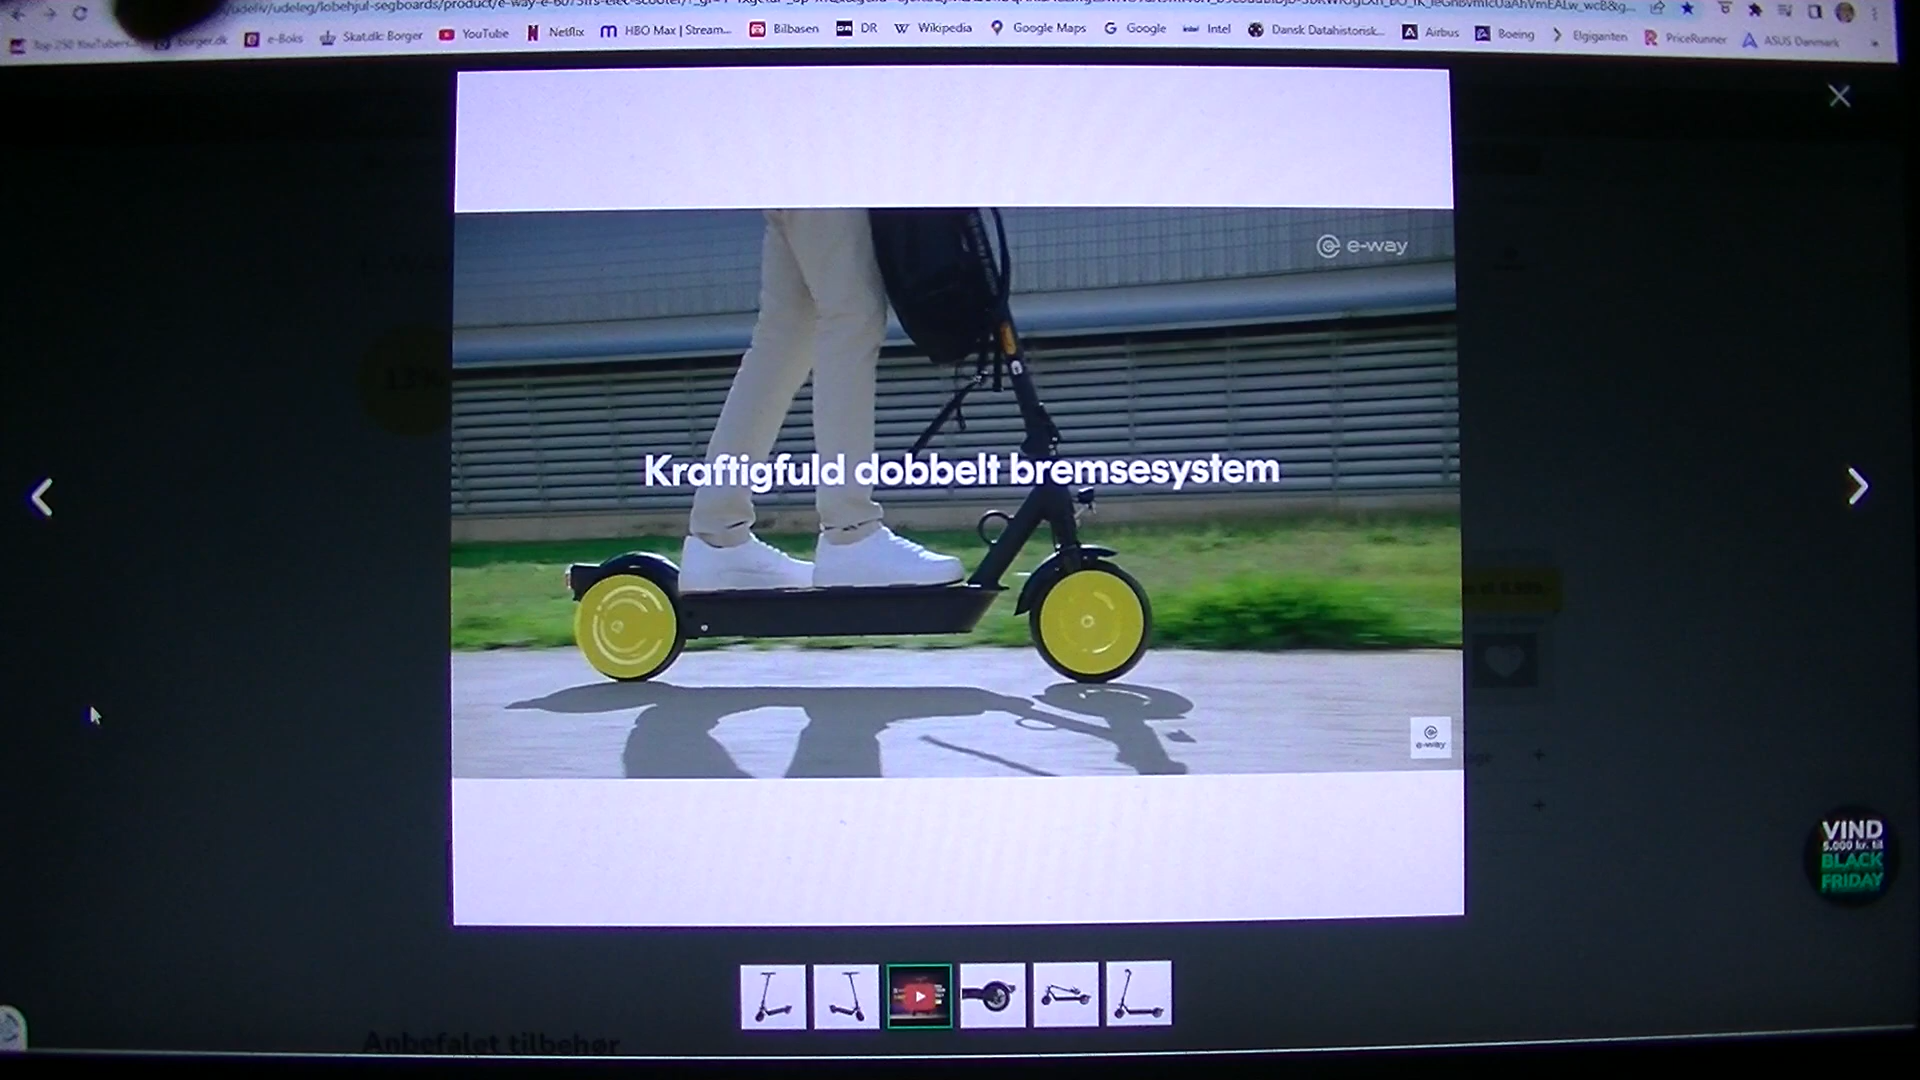 YouTube
Netflix
HBO Max | Stream...
Bilbasen
DR
Wikipedia
Google Maps
Google
Intel
Dansk Datahistorisk...
Airbus
Boeing
Elgiganten
PriceRunner
ASUS Danmark
Top 250 YouTubers...
borger.dk
e-Boks
Skat.dk: Borger
e-way
13%
Kraftigfuld dobbelt bremsesystem
e-way
VIND
5.000 kr. til
BLACK
FRIDAY
Anbefalet tilbehør